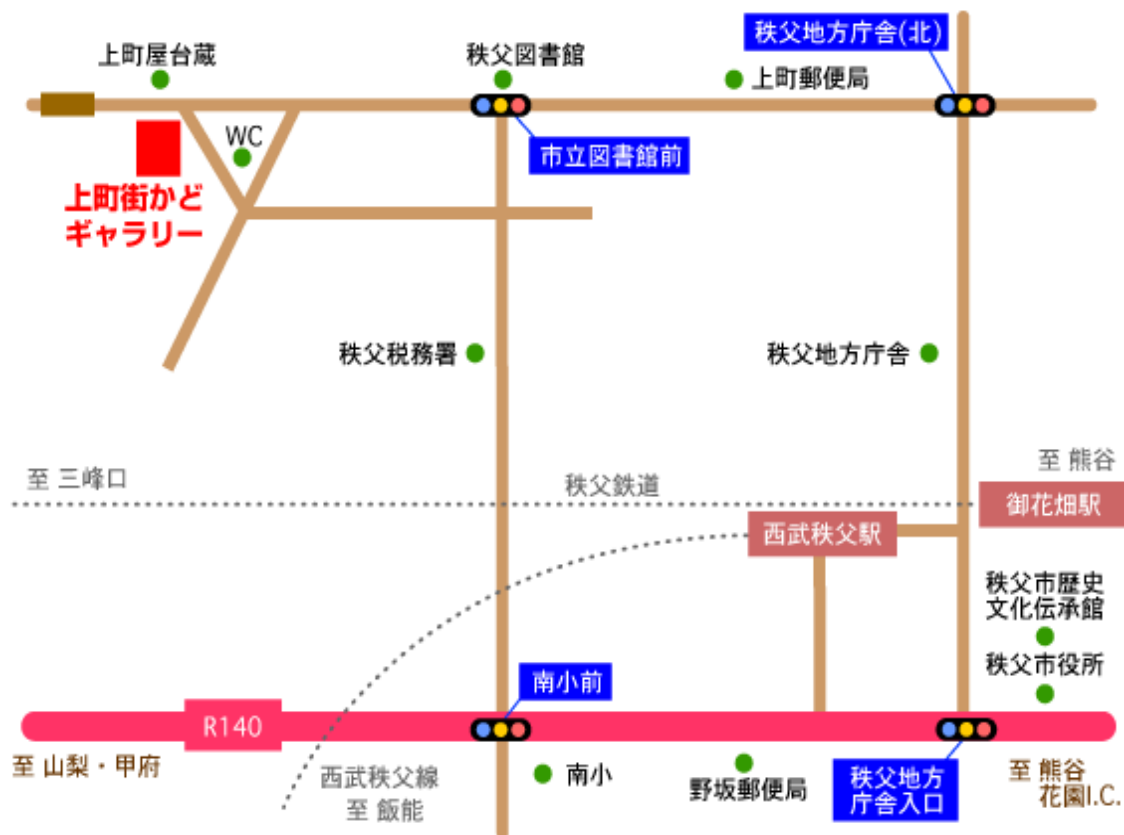 秩父地方庁舎(北)
上町屋台蔵
秩父図書館
上町郵便局
WC
市立図書館前
上町街かど
ギャラリー
秩父税務署
秩父地方庁舎
至 熊谷
至 三峰口
秩父鉄道
御花畑駅
西武秩父駅
秩父市歴史
文化伝承館
秩父市役所
南小前
R140
至 山梨・甲府
西武秩父線
至 飯能
南小
野坂郵便局
秩父地方
庁舎入口
至 熊谷
花園I.C.